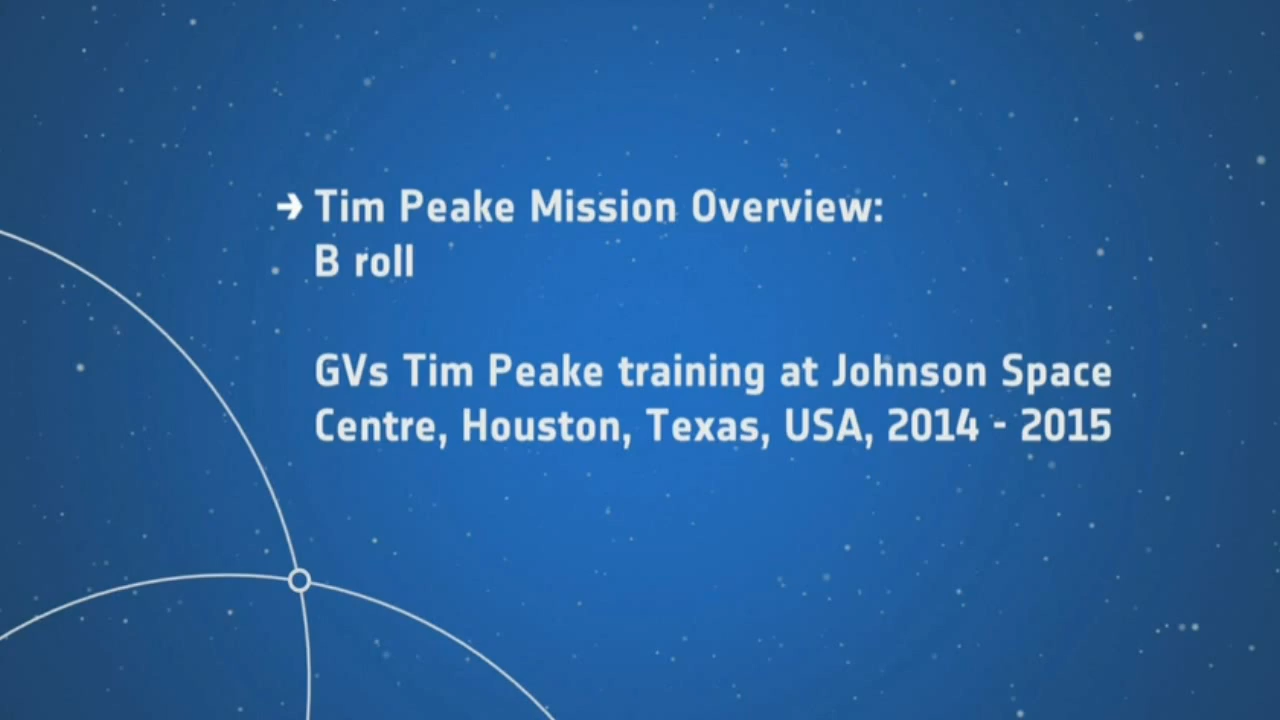 → Tim Peake Mission Overview:
B roll
GVs Tim Peake training at Johnson Space
Centre, Houston, Texas, USA, 2014 - 2015